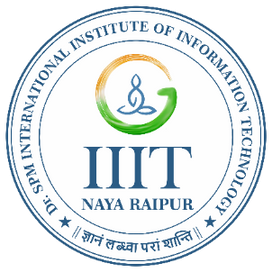 Dr. SPM INTERNATIONAL INSTITUTE OF INFORMATION TECHNOLOGY
IIIT
NAYA RAIPUR
|| ज्ञानं लब्ध्वा परां शान्ति ||